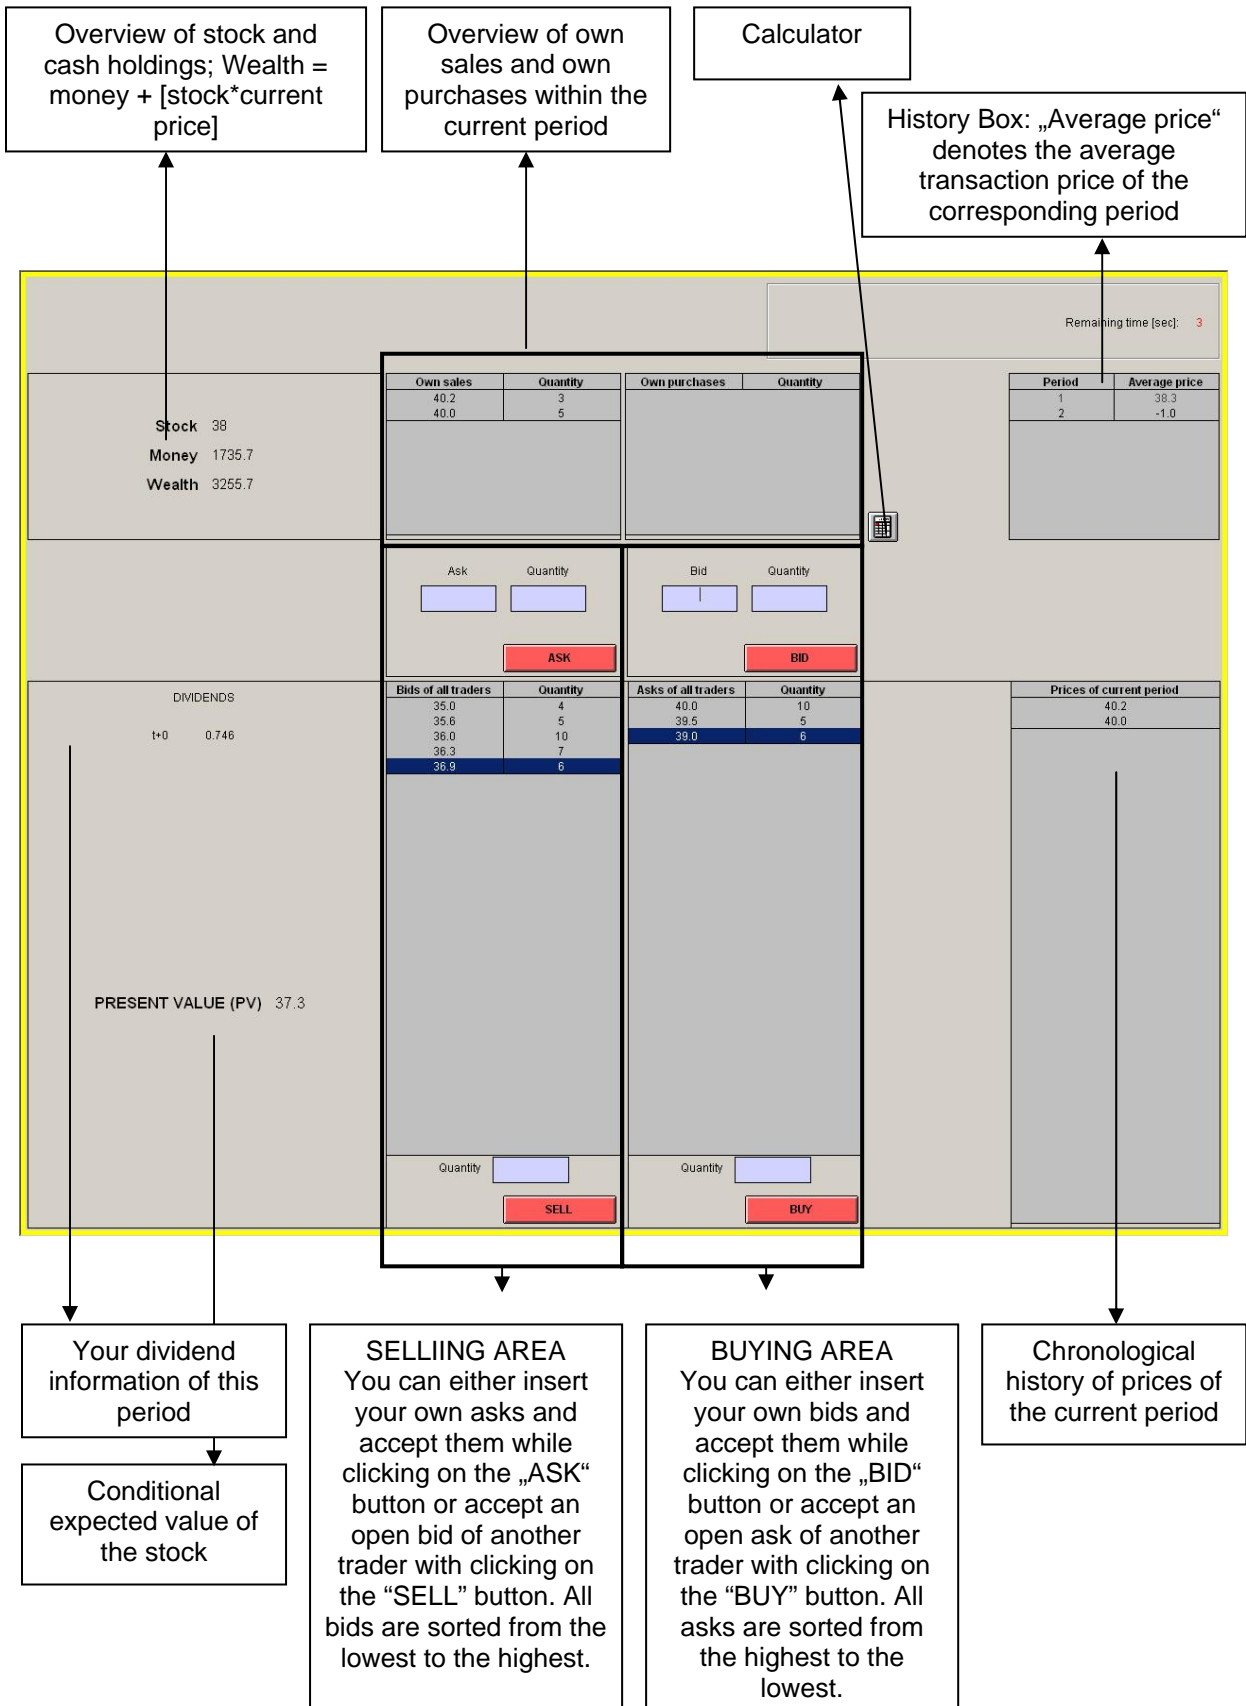 Overview of stock and
cash holdings; Wealth =
money + [stock*current
price]
Overview of own
sales and own
purchases within the
current period
Calculator
History Box: „Average price“
denotes the average
transaction price of the
corresponding period
Remaining time [sec]: 3
Stock 38
Money 1735.7
Wealth 3255.7
Own sales Quantity
40.2 3
40.0 5
Own purchases Quantity
Period Average price
1 38.3
2 -1.0
Ask Quantity
ASK
Bid Quantity
BID
DIVIDENDS
t+0 0.746
PRESENT VALUE (PV) 37.3
Bids of all traders Quantity
35.0 4
35.6 5
36.0 10
36.3 7
36.9 6
Quantity
SELL
Asks of all traders Quantity
40.0 10
39.5 5
39.0 6
Quantity
BUY
Prices of current period
40.2
40.0
Your dividend
information of this
period
Conditional
expected value of
the stock
SELLIING AREA
You can either insert
your own asks and
accept them while
clicking on the „ASK“
button or accept an
open bid of another
trader with clicking on
the “SELL” button. All
bids are sorted from the
lowest to the highest.
BUYING AREA
You can either insert
your own bids and
accept them while
clicking on the „BID“
button or accept an
open ask of another
trader with clicking on
the “BUY” button. All
asks are sorted from
the highest to the
lowest.
Chronological
history of prices of
the current period